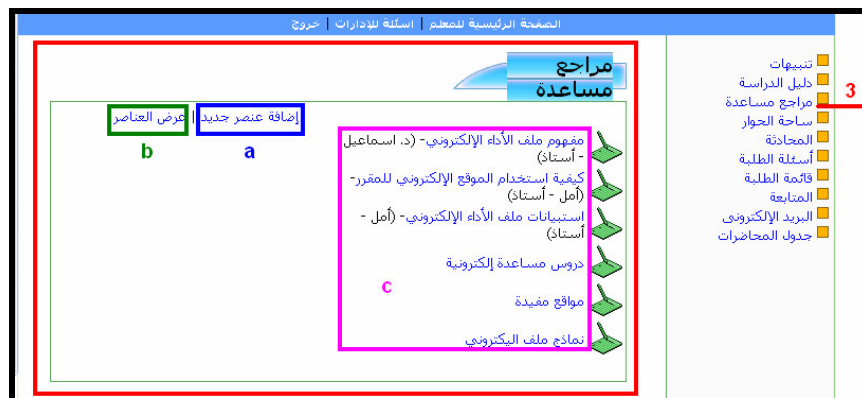 الصفحة الرئيسية للمعلم | اسئلة للإدارات | خروج
تنبيهات
دليل الدراسة
مراجع مساعدة
3
ساحة الحوار
المحادثة
أسئلة الطلبة
قائمة الطلبة
المتابعة
البريد الإلكتروني
جدول المحاضرات
مراجع
مساعدة
إضافة عنصر جديد | عرض العناصر
a
b
مفهوم ملف الأداء الإلكتروني- (د. اسماعيل
- أستاذ)
كيفية استخدام الموقع الإلكتروني للمقرر-
(أمل - أستاذ)
استبيانات ملف الأداء الإلكتروني- (أمل -
أستاذ)
دروس مساعدة إلكترونية
c
مواقع مفيدة
نماذج ملف اليكتروني